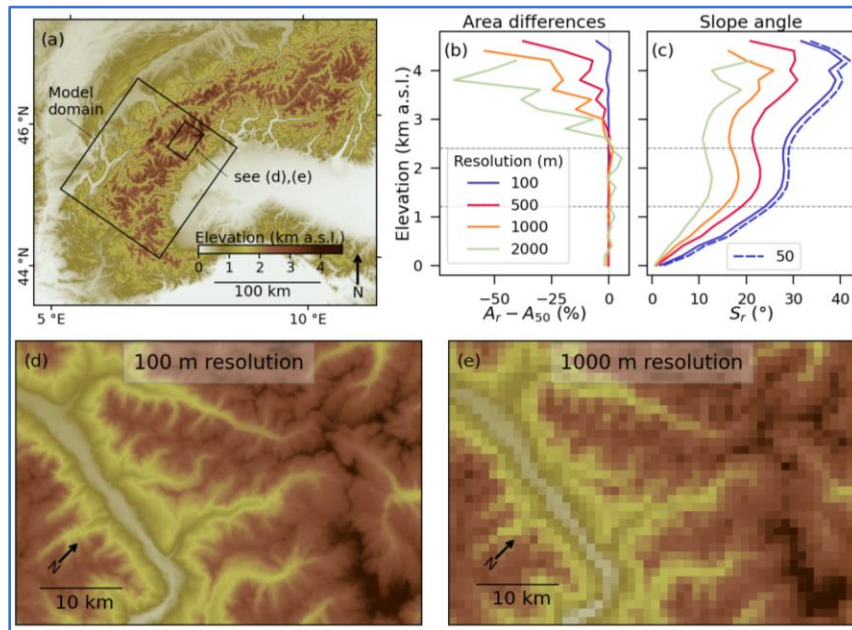 (a)
Model
domain
see (d),(e)
Elevation (km a.s.l.)
0 1 2 3 4
100 km
N
46 °N
44 °N
5 °E
10 °E
Area differences
(b)
Elevation (km a.s.l.)
4
3
2
1
0
Resolution (m)
100
500
1000
2000
−50 −25 0
A_r − A_50 (%)
Slope angle
(c)
50
0 10 20 30 40
S_r (°)
(d)
100 m resolution
N
10 km
(e)
1000 m resolution
N
10 km